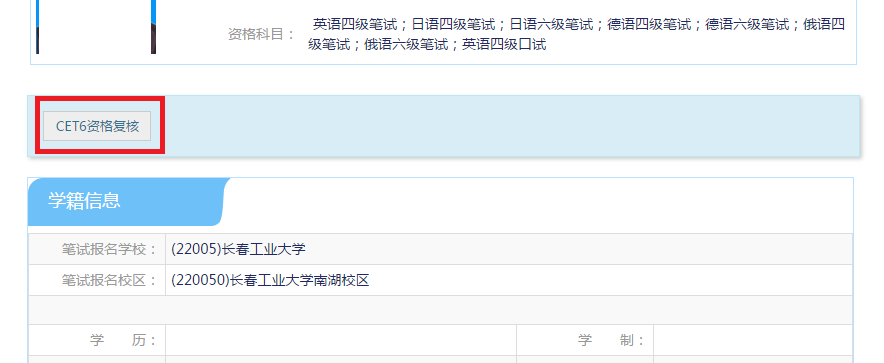 资格科目： 英语四级笔试；日语四级笔试；日语六级笔试；德语四级笔试；德语六级笔试；俄语四
级笔试；俄语六级笔试；英语四级口试
CET6资格复核
学籍信息
笔试报名学校： (22005)长春工业大学
笔试报名校区： (220050)长春工业大学南湖校区
学 历： 学 制：